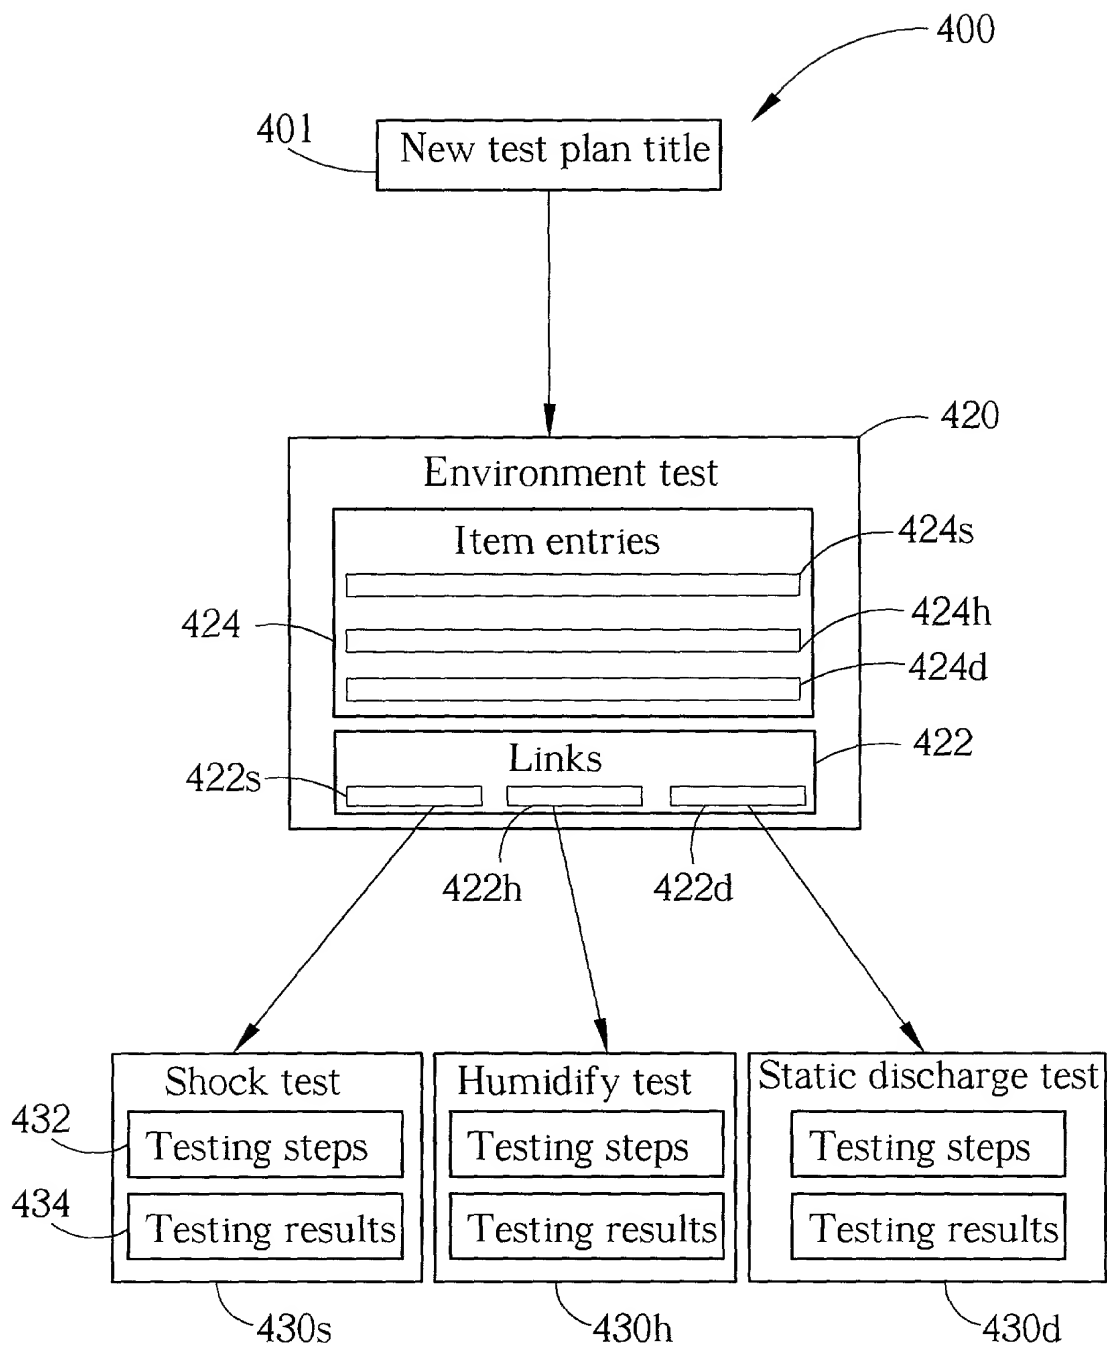 400
401
New test plan title
420
Environment test
Item entries
424s
424
424h
424d
422
Links
422s
422h
422d
Shock test
Humidify test
Static discharge test
432
Testing steps
Testing steps
Testing steps
434
Testing results
Testing results
Testing results
430s
430h
430d